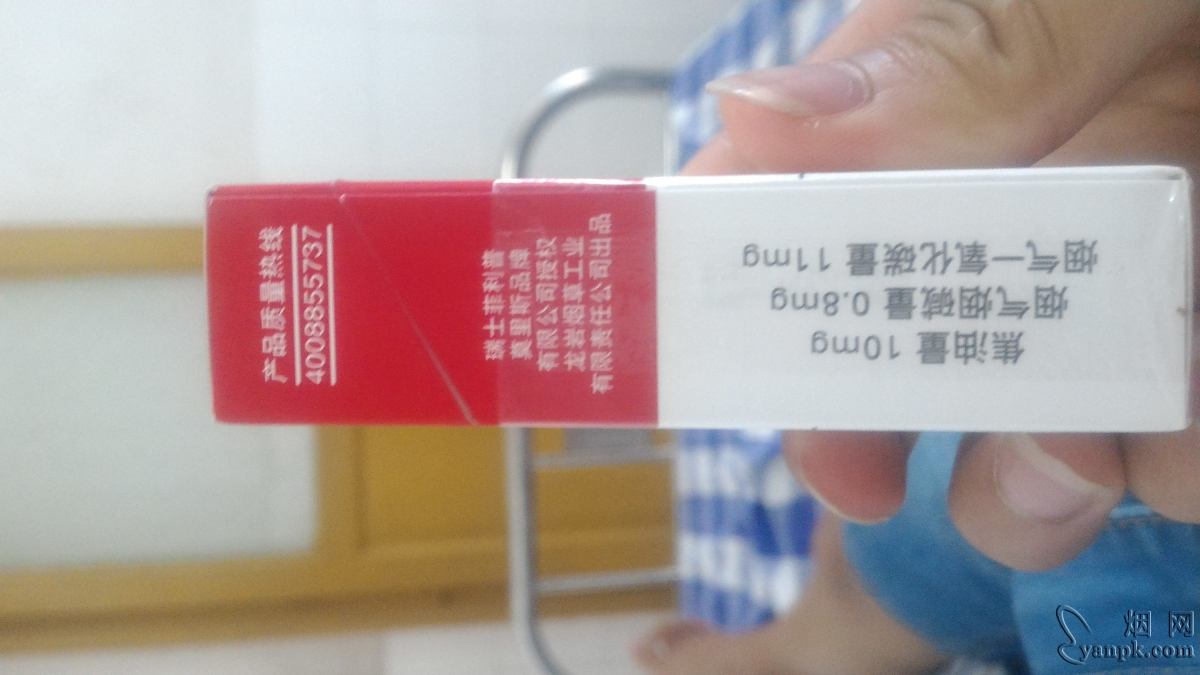 产品质量热线
4008855737
瑞士菲利普
莫里斯品牌
有限公司授权
龙岩烟草工业
有限责任公司出品
焦油量 10mg
烟气烟碱量 0.8mg
烟气一氧化碳量 11mg
烟网
yanpk.com